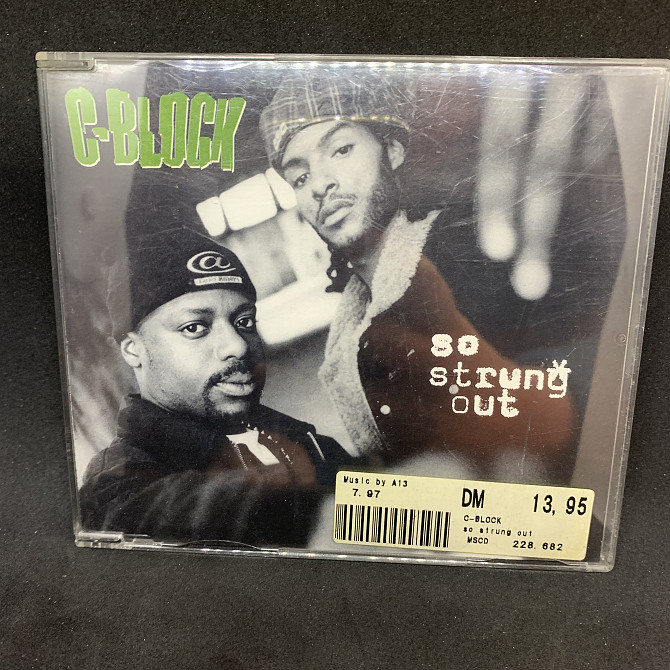 C-BLOCK
@
so
strung
out
Music by A13
7. 97
DM 13, 95
C-BLOCK
so strung out
MSCD 228. 682